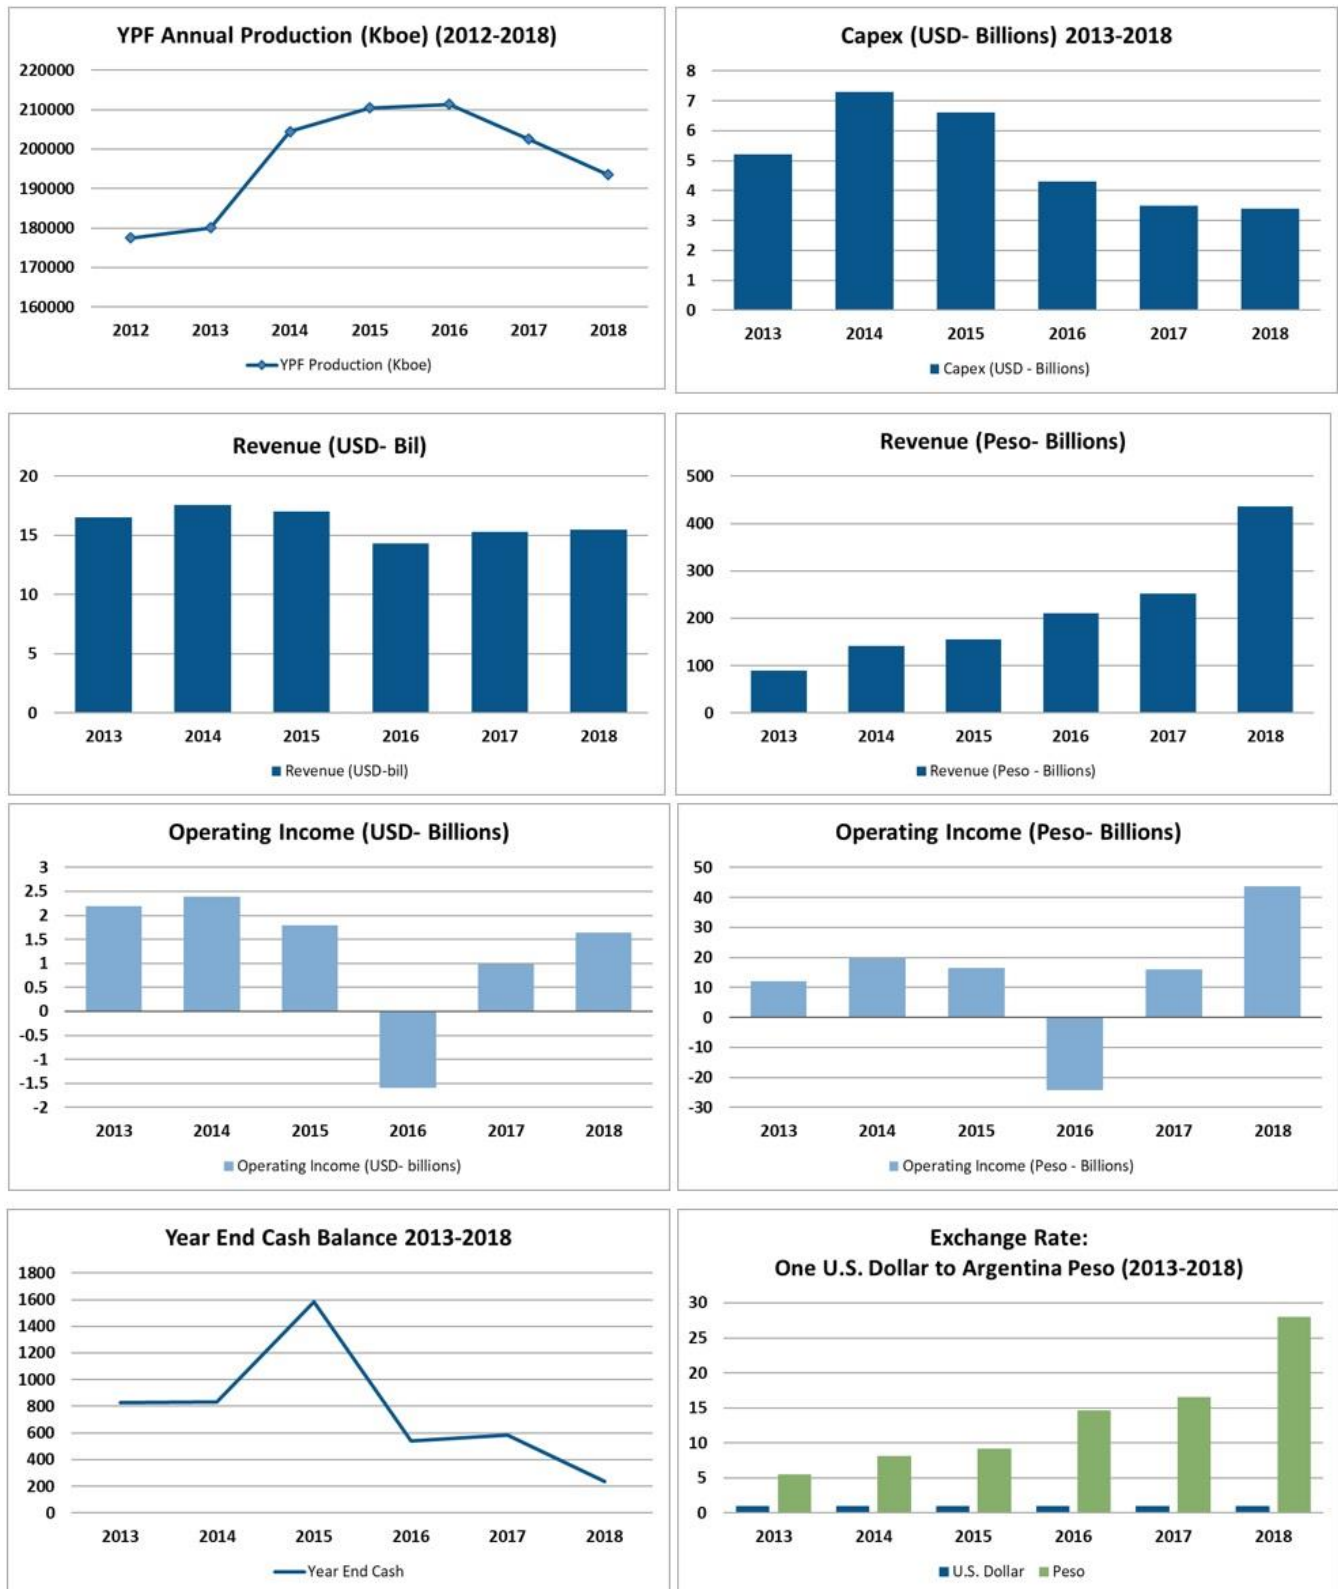 YPF Annual Production (Kboe) (2012-2018)
220000
210000
200000
190000
180000
170000
160000
2012 2013 2014 2015 2016 2017 2018
YPF Production (Kboe)
Capex (USD- Billions) 2013-2018
8
7
6
5
4
3
2
1
0
2013 2014 2015 2016 2017 2018
Capex (USD - Billions)
Revenue (USD- Bil)
20
15
10
5
0
2013 2014 2015 2016 2017 2018
Revenue (USD-bil)
Revenue (Peso- Billions)
500
400
300
200
100
0
2013 2014 2015 2016 2017 2018
Revenue (Peso - Billions)
Operating Income (USD- Billions)
3
2.5
2
1.5
1
0.5
0
-0.5
-1
-1.5
-2
2013 2014 2015 2016 2017 2018
Operating Income (USD- billions)
Operating Income (Peso- Billions)
50
40
30
20
10
0
-10
-20
-30
2013 2014 2015 2016 2017 2018
Operating Income (Peso - Billions)
Year End Cash Balance 2013-2018
1800
1600
1400
1200
1000
800
600
400
200
0
2013 2014 2015 2016 2017 2018
Year End Cash
Exchange Rate:
One U.S. Dollar to Argentina Peso (2013-2018)
30
25
20
15
10
5
0
2013 2014 2015 2016 2017 2018
U.S. Dollar Peso